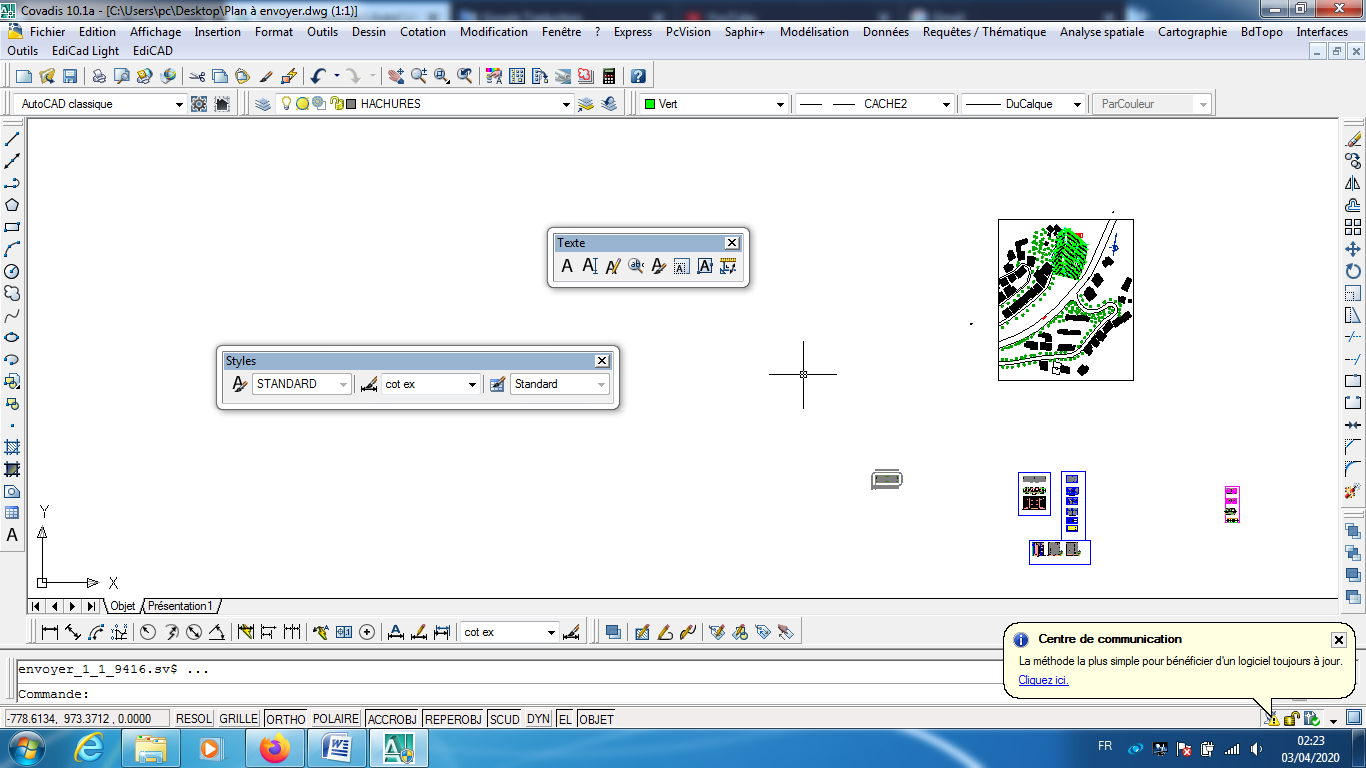 Covadis 10.1a - [C:\Users\pc\Desktop\Plan à envoyer.dwg (1:1)]
Fichier Edition Affichage Insertion Format Outils Dessin Cotation Modification Fenêtre ? Express PcVision Saphir+ Modélisation Données Requêtes / Thématique Analyse spatiale Cartographie BdTopo Interfaces
Outils EdiCad Light EdiCAD
AutoCAD classique HACHURES Vert CACHE2 DuCalque ParCouleur
Texte
Styles
STANDARD cot ex Standard
Y
X
Objet Présentation1
cot ex
Centre de communication
La méthode la plus simple pour bénéficier d'un logiciel toujours à jour.
Cliquez ici.
envoyer_1_1_9416.sv$ ...
Commande:
-778.6134, 973.3712 , 0.0000 RESOL GRILLE ORTHO POLAIRE ACCROBJ REPEROBJ SCUD DYN EL OBJET
FR
02:23
03/04/2020